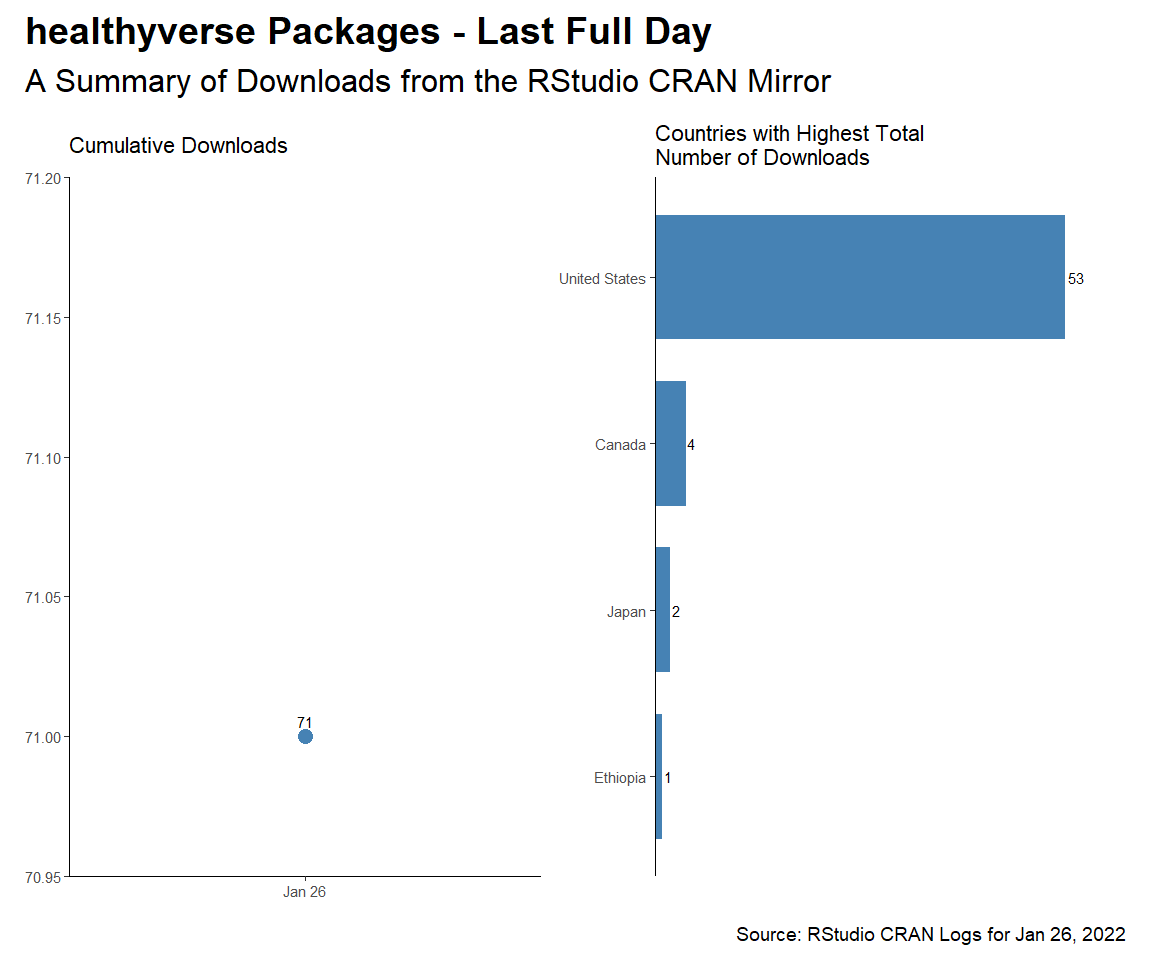 healthyverse Packages - Last Full Day
A Summary of Downloads from the RStudio CRAN Mirror
Cumulative Downloads
71.20
71.15
71.10
71.05
71.00
70.95
71
Jan 26
Countries with Highest Total
Number of Downloads
United States
53
Canada
4
Japan
2
Ethiopia
1
Source: RStudio CRAN Logs for Jan 26, 2022